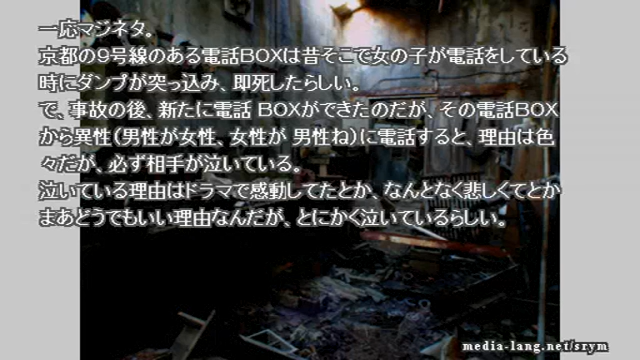 一応マジネタ。
京都の9号線のある電話BOXは昔そこで女の子が電話をしている
時にダンプが突っ込み、即死したらしい。
で、事故の後、新たに電話 BOXができたのだが、その電話BOX
から異性（男性が女性、女性が 男性ね）に電話すると、理由は色
々だが、必ず相手が泣いている。
泣いている理由はドラマで感動してたとか、なんとなく悲しくてとか
まあどうでもいい理由なんだが、とにかく泣いているらしい。
media-lang.net/srym